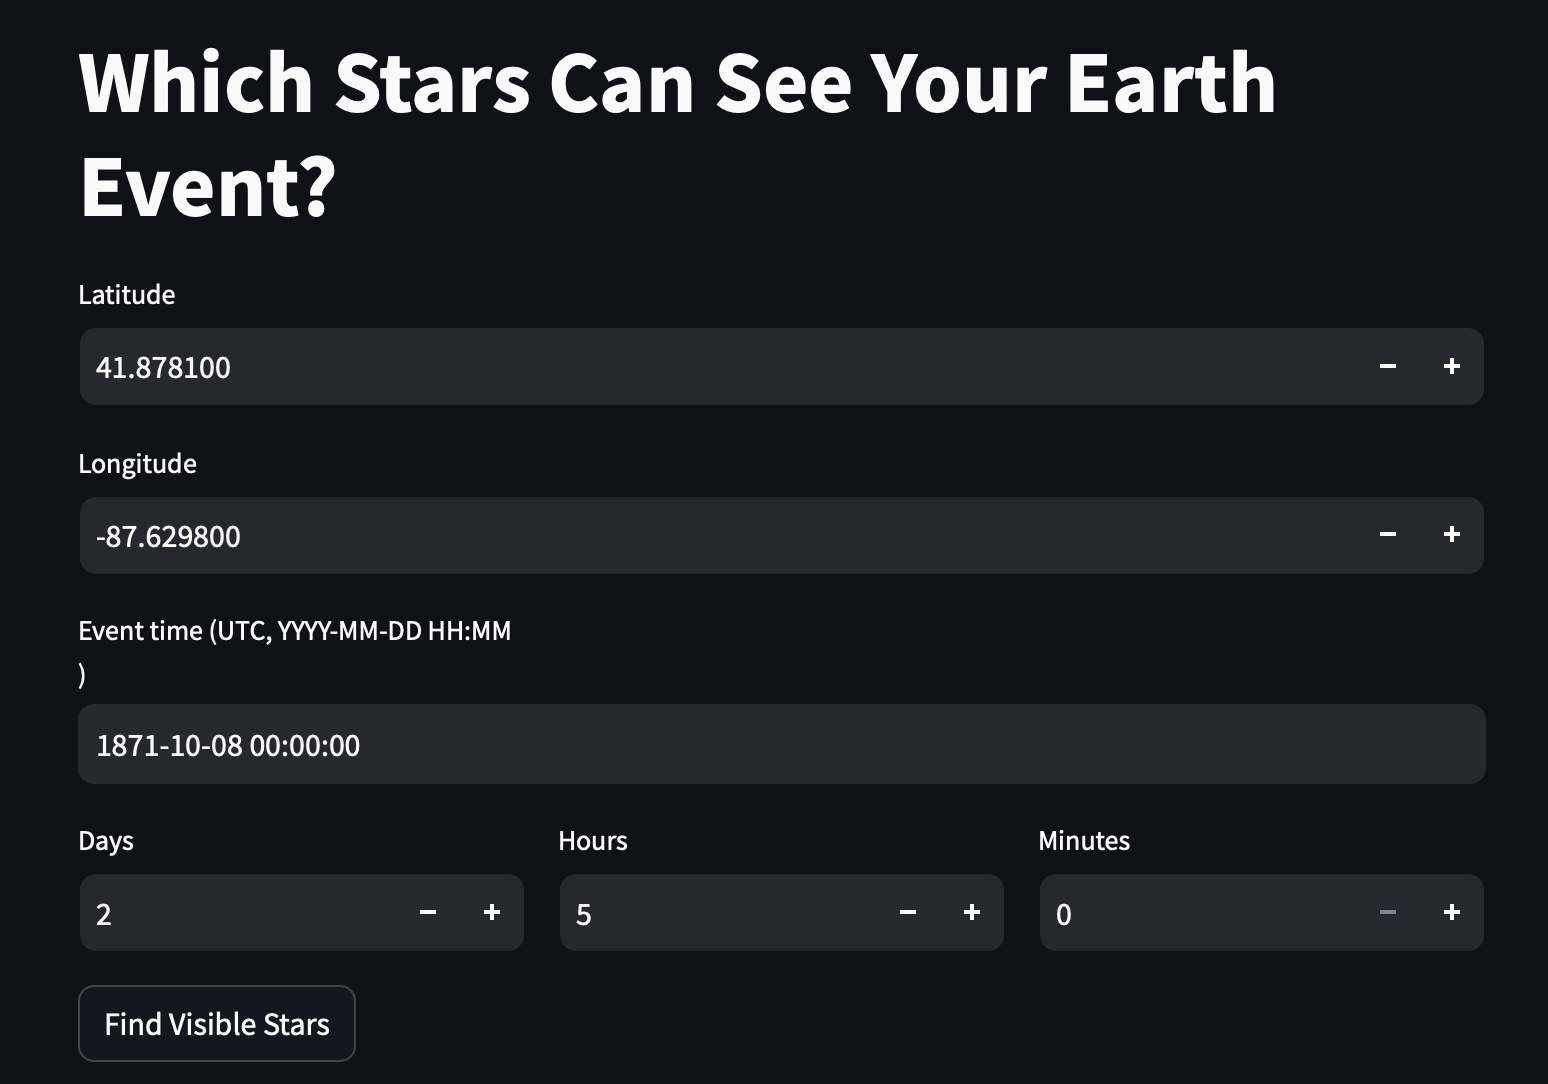 Which Stars Can See Your Earth
Event?
Latitude
41.878100
Longitude
-87.629800
Event time (UTC, YYYY-MM-DD HH:MM
)
1871-10-08 00:00:00
Days Hours Minutes
2 5 0
Find Visible Stars